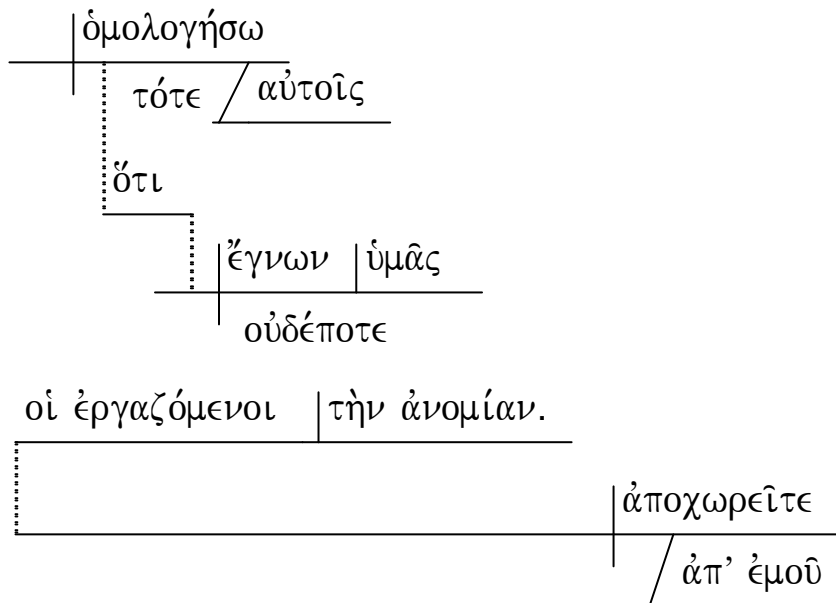 ὁμολογήσω
τότε αὐτοῖς
ὅτι
ἔγνων ὑμᾶς
οὐδέποτε
οἱ ἐργαζόμενοι τὴν ἀνομίαν.
ἀποχωρεῖτε
ἀπ’ ἐμοῦ